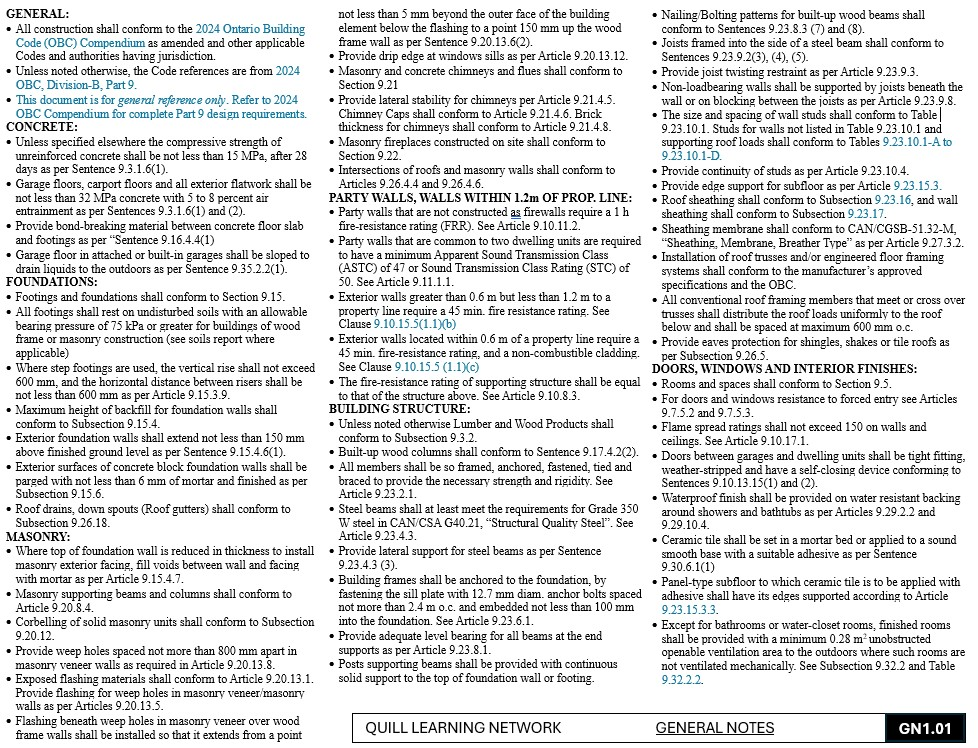 GENERAL:
• All construction shall conform to the 2024 Ontario Building
Code (OBC) Compendium as amended and other applicable
Codes and authorities having jurisdiction.
• Unless noted otherwise, the Code references are from 2024
OBC, Division-B, Part 9.
• This document is for general reference only. Refer to 2024
OBC Compendium for complete Part 9 design requirements.
CONCRETE:
• Unless specified elsewhere the compressive strength of
unreinforced concrete shall be not less than 15 MPa, after 28
days as per Sentence 9.3.1.6(1).
• Garage floors, carport floors and all exterior flatwork shall be
not less than 32 MPa concrete with 5 to 8 percent air
entrainment as per Sentences 9.3.1.6(1) and (2).
• Provide bond-breaking material between concrete floor slab
and footings as per “Sentence 9.16.4.4(1)
• Garage floor in attached or built-in garages shall be sloped to
drain liquids to the outdoors as per Sentence 9.35.2.2(1).
FOUNDATIONS:
• Footings and foundations shall conform to Section 9.15.
• All footings shall rest on undisturbed soils with an allowable
bearing pressure of 75 kPa or greater for buildings of wood
frame or masonry construction (see soils report where
applicable)
• Where step footings are used, the vertical rise shall not exceed
600 mm, and the horizontal distance between risers shall be
not less than 600 mm as per Article 9.15.3.9.
• Maximum height of backfill for foundation walls shall
conform to Subsection 9.15.4.
• Exterior foundation walls shall extend not less than 150 mm
above finished ground level as per Sentence 9.15.4.6(1).
• Exterior surfaces of concrete block foundation walls shall be
parged with not less than 6 mm of mortar and finished as per
Subsection 9.15.6.
• Roof drains, down spouts (Roof gutters) shall conform to
Subsection 9.26.18.
MASONRY:
• Where top of foundation wall is reduced in thickness to install
masonry exterior facing, fill voids between wall and facing
with mortar as per Article 9.15.4.7.
• Masonry supporting beams and columns shall conform to
Article 9.20.8.4.
• Corbelling of solid masonry units shall conform to Subsection
9.20.12.
• Provide weep holes spaced not more than 800 mm apart in
masonry veneer walls as required in Article 9.20.13.8.
• Exposed flashing materials shall conform to Article 9.20.13.1.
Provide flashing for weep holes in masonry veneer/masonry
walls as per Articles 9.20.13.5.
• Flashing beneath weep holes in masonry veneer over wood
frame walls shall be installed so that it extends from a point
not less than 5 mm beyond the outer face of the building
element below the flashing to a point 150 mm up the wood
frame wall as per Sentence 9.20.13.6(2).
• Provide drip edge at windows sills as per Article 9.20.13.12.
• Masonry and concrete chimneys and flues shall conform to
Section 9.21
• Provide lateral stability for chimneys per Article 9.21.4.5.
Chimney Caps shall conform to Article 9.21.4.6. Brick
thickness for chimneys shall conform to Article 9.21.4.8.
• Masonry fireplaces constructed on site shall conform to
Section 9.22.
• Intersections of roofs and masonry walls shall conform to
Articles 9.26.4.4 and 9.26.4.6.
PARTY WALLS, WALLS WITHIN 1.2m OF PROP. LINE:
• Party walls that are not constructed as firewalls require a 1 h
fire-resistance rating (FRR). See Article 9.10.11.2.
• Party walls that are common to two dwelling units are required
to have a minimum Apparent Sound Transmission Class
(ASTC) of 47 or Sound Transmission Class Rating (STC) of
50. See Article 9.11.1.1.
• Exterior walls greater than 0.6 m but less than 1.2 m to a
property line require a 45 min. fire resistance rating. See
Clause 9.10.15.5(1.1)(b)
• Exterior walls located within 0.6 m of a property line require a
45 min. fire-resistance rating, and a non-combustible cladding.
See Clause 9.10.15.5 (1.1)(c)
• The fire-resistance rating of supporting structure shall be equal
to that of the structure above. See Article 9.10.8.3.
BUILDING STRUCTURE:
• Unless noted otherwise Lumber and Wood Products shall
conform to Subsection 9.3.2.
• Built-up wood columns shall conform to Sentence 9.17.4.2(2).
• All members shall be so framed, anchored, fastened, tied and
braced to provide the necessary strength and rigidity. See
Article 9.23.2.1.
• Steel beams shall at least meet the requirements for Grade 350
W steel in CAN/CSA G40.21, “Structural Quality Steel”. See
Article 9.23.4.3.
• Provide lateral support for steel beams as per Sentence
9.23.4.3 (3).
• Building frames shall be anchored to the foundation, by
fastening the sill plate with 12.7 mm diam. anchor bolts spaced
not more than 2.4 m o.c. and embedded not less than 100 mm
into the foundation. See Article 9.23.6.1.
• Provide adequate level bearing for all beams at the end
supports as per Article 9.23.8.1.
• Posts supporting beams shall be provided with continuous
solid support to the top of foundation wall or footing.
• Nailing/Bolting patterns for built-up wood beams shall
conform to Sentences 9.23.8.3 (7) and (8).
• Joists framed into the side of a steel beam shall conform to
Sentences 9.23.9.2(3), (4), (5).
• Provide joist twisting restraint as per Article 9.23.9.3.
• Non-loadbearing walls shall be supported by joists beneath the
wall or on blocking between the joists as per Article 9.23.9.8.
• The size and spacing of wall studs shall conform to Table
9.23.10.1. Studs for walls not listed in Table 9.23.10.1 and
supporting roof loads shall conform to Tables 9.23.10.1-A to
9.23.10.1-D.
• Provide continuity of studs as per Article 9.23.10.4.
• Provide edge support for subfloor as per Article 9.23.15.3.
• Roof sheathing shall conform to Subsection 9.23.16, and wall
sheathing shall conform to Subsection 9.23.17.
• Sheathing membrane shall conform to CAN/CGSB-51.32-M,
“Sheathing, Membrane, Breather Type” as per Article 9.27.3.2.
• Installation of roof trusses and/or engineered floor framing
systems shall conform to the manufacturer’s approved
specifications and the OBC.
• All conventional roof framing members that meet or cross over
trusses shall distribute the roof loads uniformly to the roof
below and shall be spaced at maximum 600 mm o.c.
• Provide eaves protection for shingles, shakes or tile roofs as
per Subsection 9.26.5.
DOORS, WINDOWS AND INTERIOR FINISHES:
• Rooms and spaces shall conform to Section 9.5.
• For doors and windows resistance to forced entry see Articles
9.7.5.2 and 9.7.5.3.
• Flame spread ratings shall not exceed 150 on walls and
ceilings. See Article 9.10.17.1.
• Doors between garages and dwelling units shall be tight fitting,
weather-stripped and have a self-closing device conforming to
Sentences 9.10.13.15(1) and (2).
• Waterproof finish shall be provided on water resistant backing
around showers and bathtubs as per Articles 9.29.2.2 and
9.29.10.4.
• Ceramic tile shall be set in a mortar bed or applied to a sound
smooth base with a suitable adhesive as per Sentence
9.30.6.1(1)
• Panel-type subfloor to which ceramic tile is to be applied with
adhesive shall have its edges supported according to Article
9.23.15.3.3.
• Except for bathrooms or water-closet rooms, finished rooms
shall be provided with a minimum 0.28 m² unobstructed
openable ventilation area to the outdoors where such rooms are
not ventilated mechanically. See Subsection 9.32.2 and Table
9.32.2.2.
QUILL LEARNING NETWORK GENERAL NOTES GN1.01